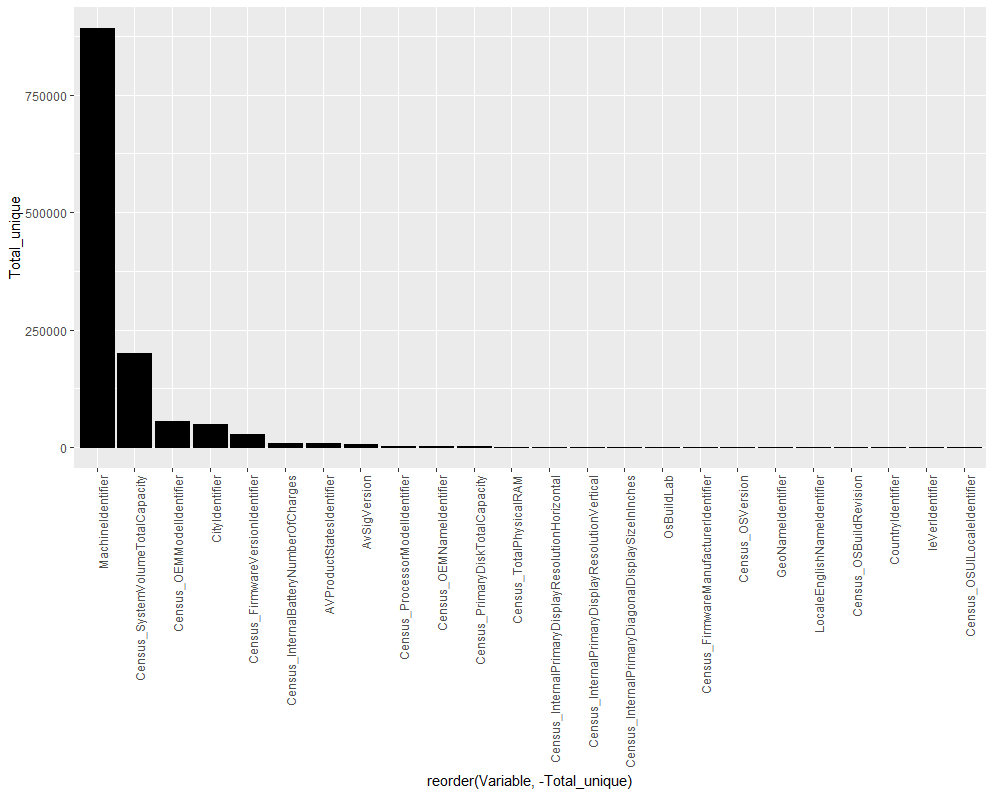 Total_unique
750000
500000
250000
0
MachineIdentifier
Census_SystemVolumeTotalCapacity
Census_OEMModelIdentifier
CityIdentifier
Census_FirmwareVersionIdentifier
Census_InternalBatteryNumberOfCharges
AVProductStatesIdentifier
AvSigVersion
Census_ProcessorModelIdentifier
Census_OEMNameIdentifier
Census_PrimaryDiskTotalCapacity
Census_TotalPhysicalRAM
Census_InternalPrimaryDisplayResolutionHorizontal
Census_InternalPrimaryDisplayResolutionVertical
Census_InternalPrimaryDiagonalDisplaySizeInInches
OsBuildLab
Census_FirmwareManufacturerIdentifier
Census_OSVersion
GeoNameIdentifier
LocaleEnglishNameIdentifier
Census_OSBuildRevision
CountryIdentifier
IeVerIdentifier
Census_OSUILocaleIdentifier
reorder(Variable, -Total_unique)